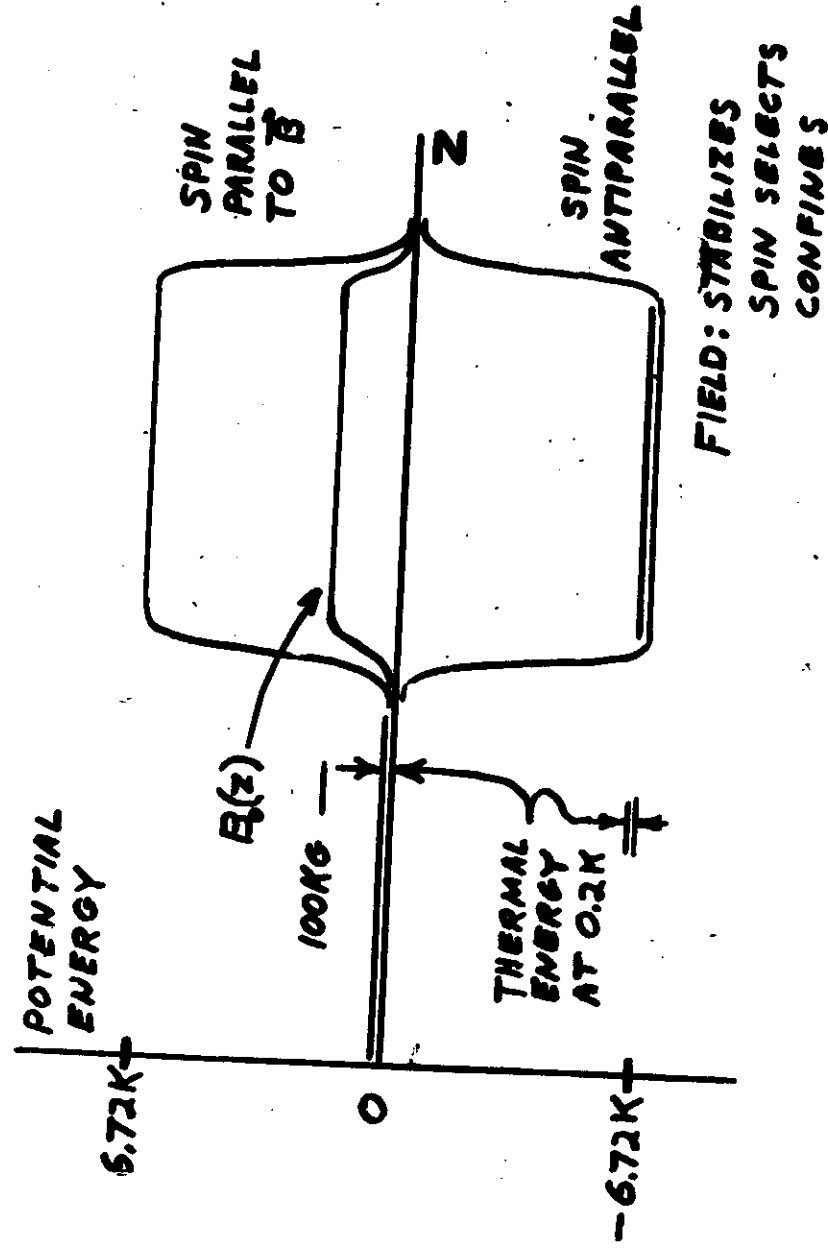 POTENTIAL
ENERGY
6.72K
0
-6.72K
100KG
B₀(z)
THERMAL
ENERGY
AT 0.2K
SPIN
PARALLEL
TO B⃗
Z
SPIN
ANTIPARALLEL
FIELD: STABILIZES
SPIN SELECTS
CONFINES